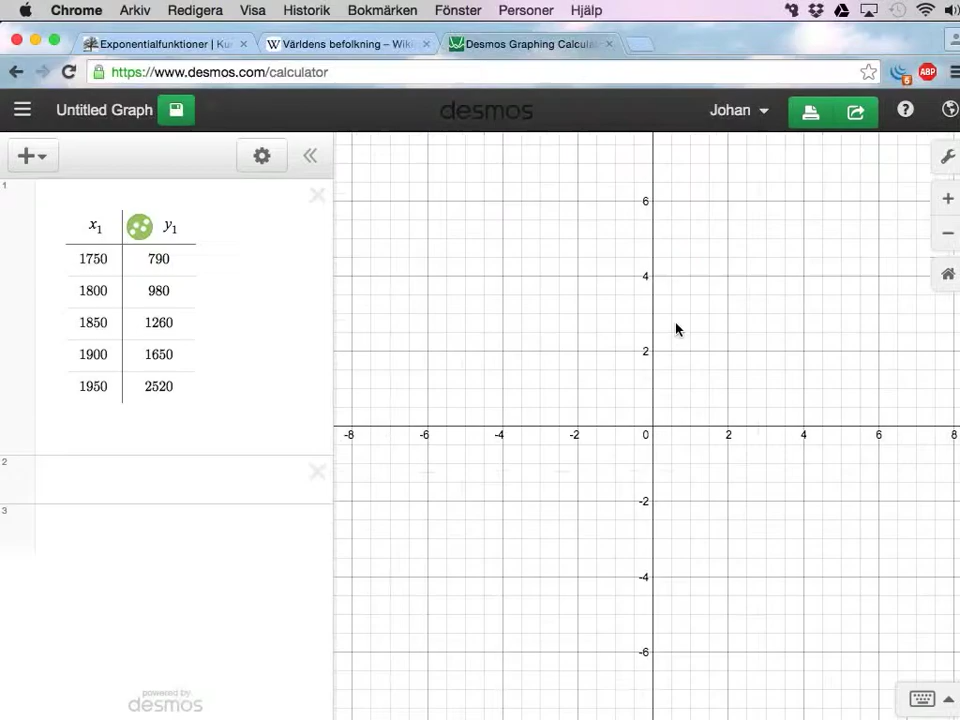 Chrome Arkiv Redigera Visa Historik Bokmärken Fönster Personer Hjälp
Exponentialfunktioner | Ku
Världens befolkning – Wiki
Desmos Graphing Calcul
https://www.desmos.com/calculator
5
ABP
Untitled Graph
desmos
Johan
?
1
x1 y1
1750 790
1800 980
1850 1260
1900 1650
1950 2520
2
3
powered by
desmos
6
4
2
-8 -6 -4 -2 0 2 4 6 8
-2
-4
-6